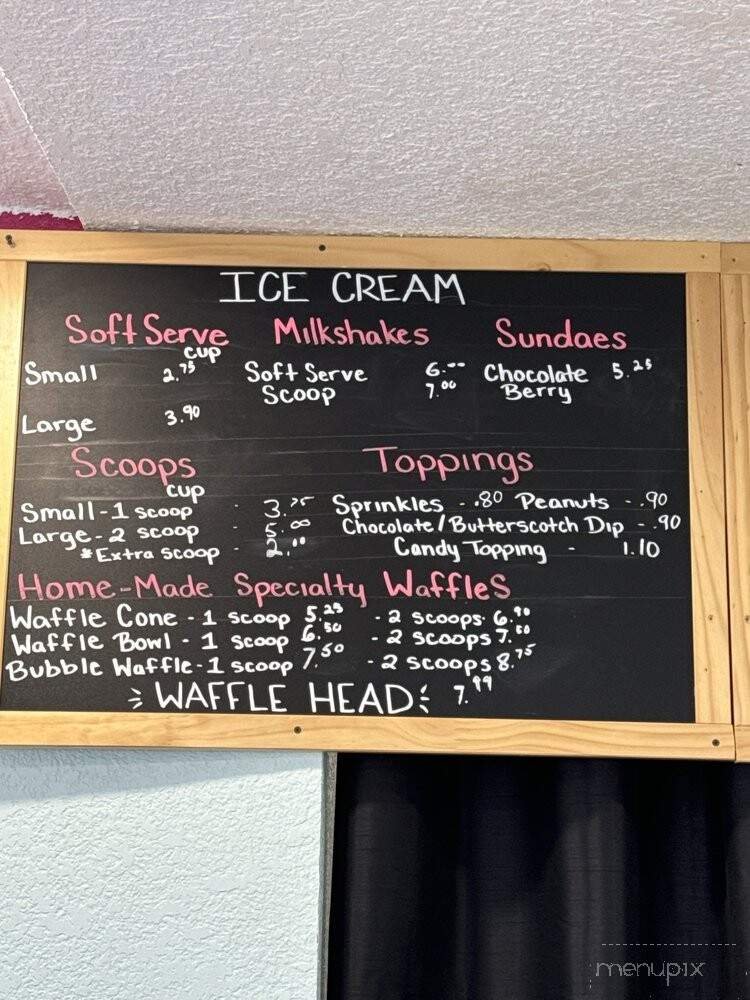 ICE CREAM
Soft Serve
cup
Small 2.75
Large 3.90
Milkshakes
Soft Serve 6.
Scoop 7.00
Sundaes
Chocolate 5.25
Berry
Scoops
cup
Small - 1 scoop - 3.75
Large - 2 scoop - 5.00
*Extra scoop - 2.00
Toppings
Sprinkles - .80 Peanuts - .90
Chocolate/Butterscotch Dip - .90
Candy Topping - 1.10
Home-Made Specialty Waffles
Waffle Cone - 1 scoop 5.25 - 2 scoops 6.90
Waffle Bowl - 1 scoop 6.50 - 2 scoops 7.
Bubble Waffle - 1 scoop 7.50 - 2 scoops 8.75
WAFFLE HEAD 7.99
menupix